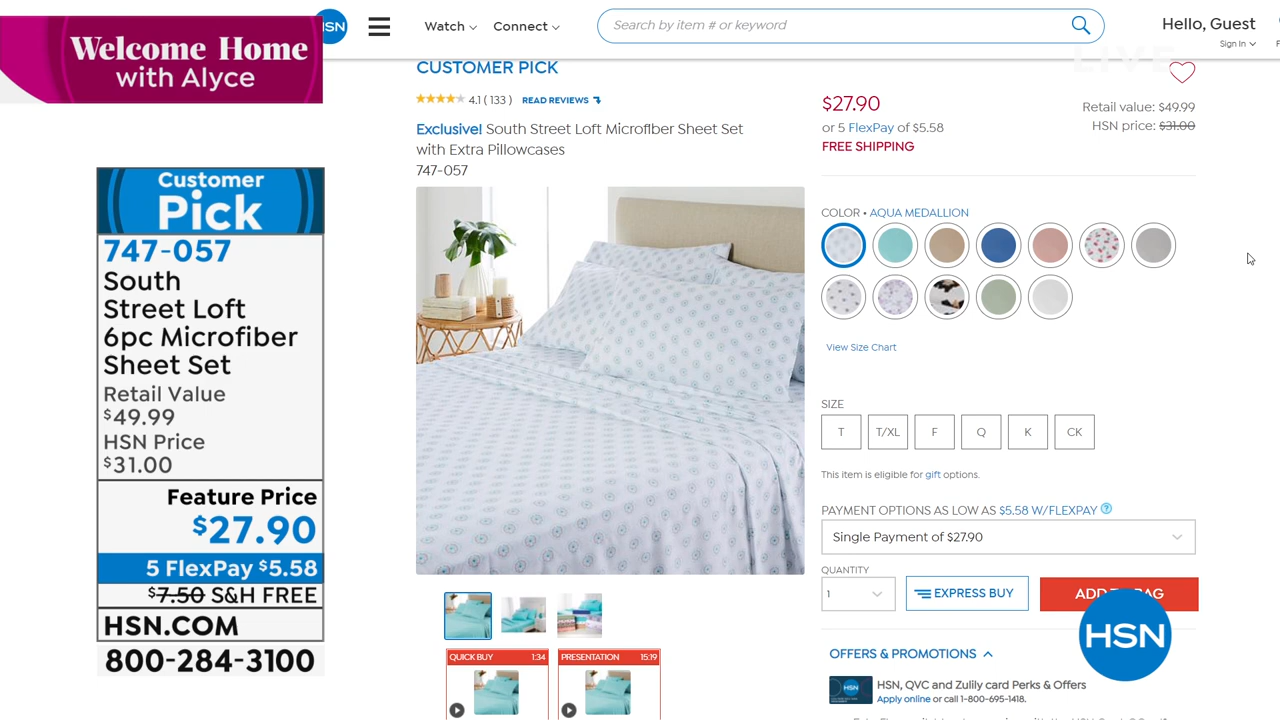 Welcome Home
with Alyce
HSN
Watch
Connect
Search by item # or keyword
Hello, Guest
Sign In
LIVE
Customer
Pick
747-057
South
Street Loft
6pc Microfiber
Sheet Set
Retail Value
$49.99
HSN Price
$31.00
Feature Price
$27.90
5 FlexPay $5.58
$7.50 S&H FREE
HSN.COM
800-284-3100
CUSTOMER PICK
4.1 ( 133 ) READ REVIEWS
Exclusive! South Street Loft Microfiber Sheet Set
with Extra Pillowcases
747-057
QUICK BUY 1:34
PRESENTATION 15:19
$27.90
Retail value: $49.99
or 5 FlexPay of $5.58
HSN price: $31.00
FREE SHIPPING
COLOR • AQUA MEDALLION
View Size Chart
SIZE
T T/XL F Q K CK
This item is eligible for gift options.
PAYMENT OPTIONS AS LOW AS $5.58 W/FLEXPAY ?
Single Payment of $27.90
QUANTITY
1
EXPRESS BUY
HSN
OFFERS & PROMOTIONS
HSN
HSN, QVC and Zulily card Perks & Offers
Apply online or call 1-800-695-1418.